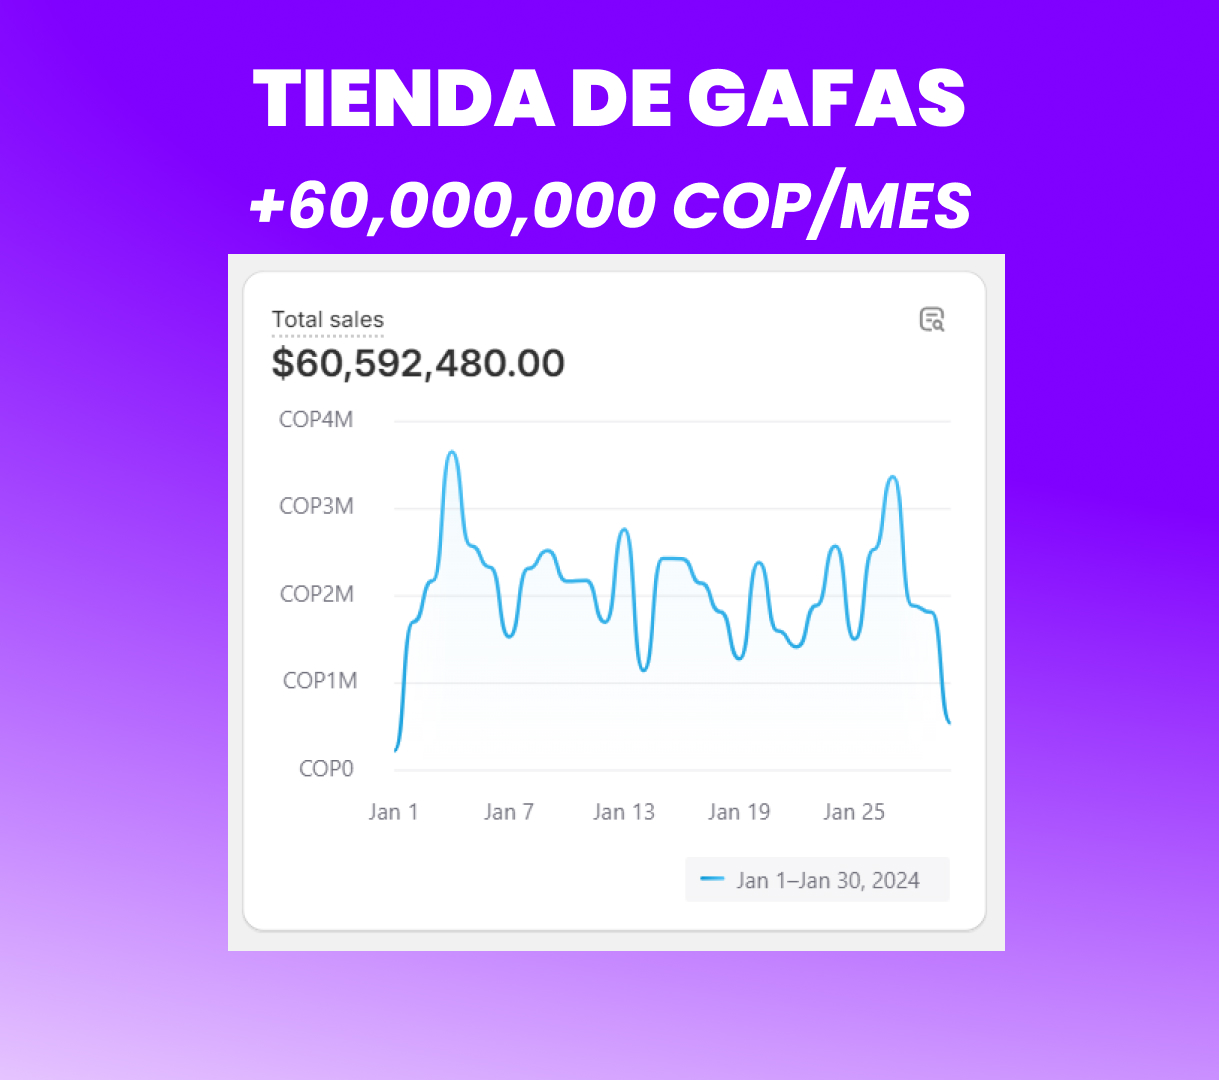 TIENDA DE GAFAS
+60,000,000 COP/MES
Total sales
$60,592,480.00
COP4M
COP3M
COP2M
COP1M
COP0
Jan 1 Jan 7 Jan 13 Jan 19 Jan 25
Jan 1–Jan 30, 2024